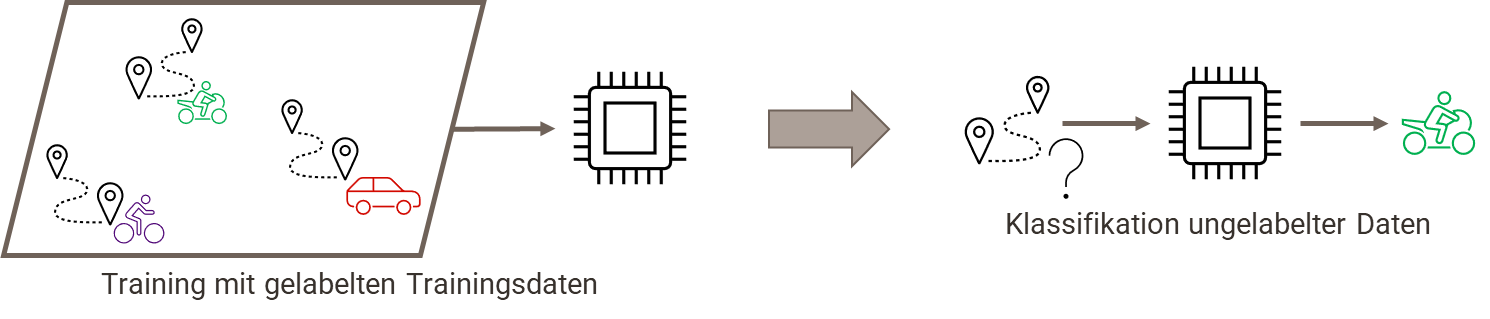 Klassifikation ungelabelter Daten
Training mit gelabelten Trainingsdaten